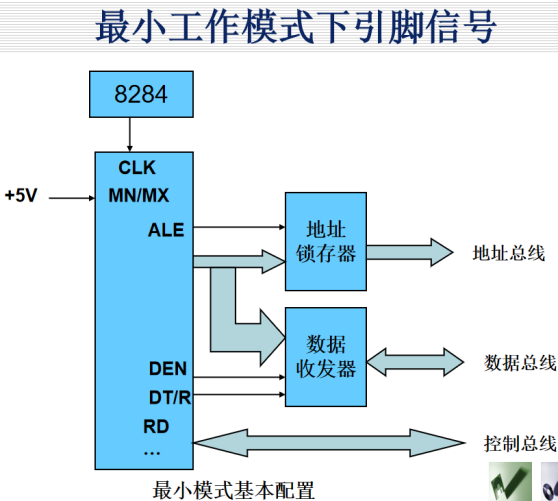 最小工作模式下引脚信号
8284
CLK
+5V
MN/MX
ALE
地址
锁存器
地址总线
数据
收发器
数据总线
DEN
DT/R
RD
...
控制总线
最小模式基本配置